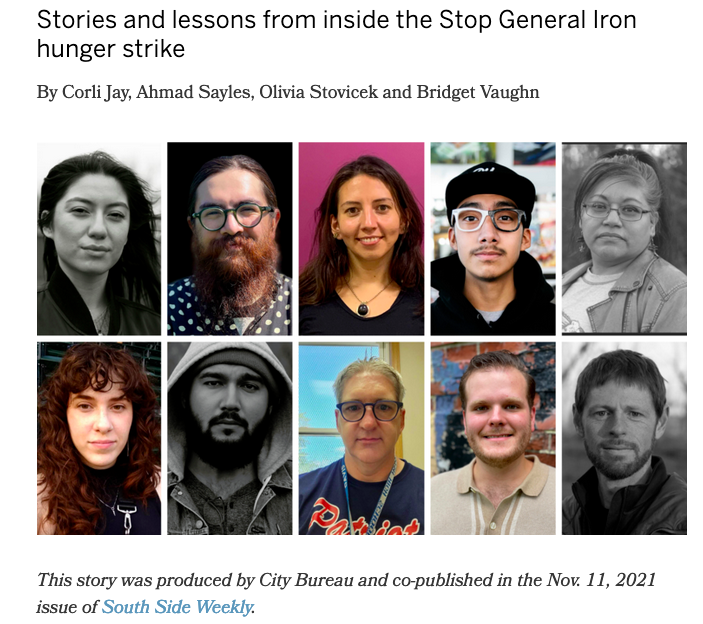 Stories and lessons from inside the Stop General Iron
hunger strike
By Corli Jay, Ahmad Sayles, Olivia Stovicek and Bridget Vaughn
Patriot
This story was produced by City Bureau and co-published in the Nov. 11, 2021
issue of South Side Weekly.